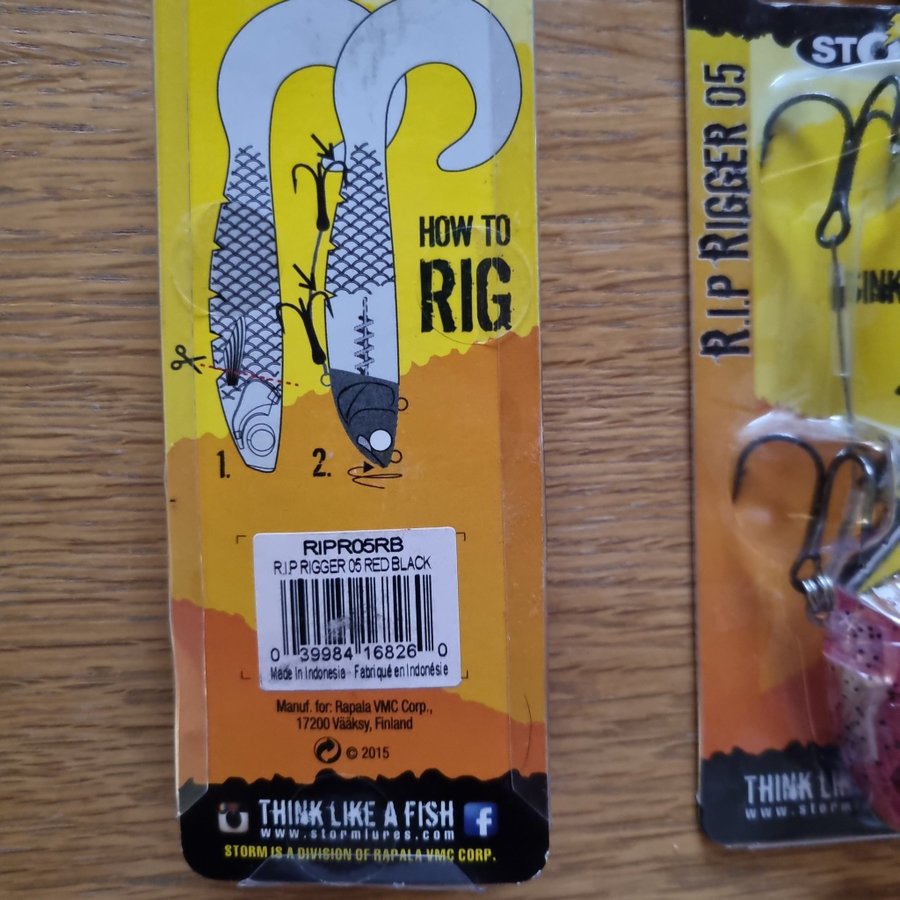 HOW TO
RIG
1.
2.
RIPR05RB
R.I.P RIGGER 05 RED BLACK
0 39984 16826 0
Made In Indonesia - Fabriqué en Indonésie
Manuf. for: Rapala VMC Corp.,
17200 Vääksy, Finland
© 2015
THINK LIKE A FISH
www.stormlures.com
STORM IS A DIVISION OF RAPALA VMC CORP.
R.I.P RIGGER 05
THINK